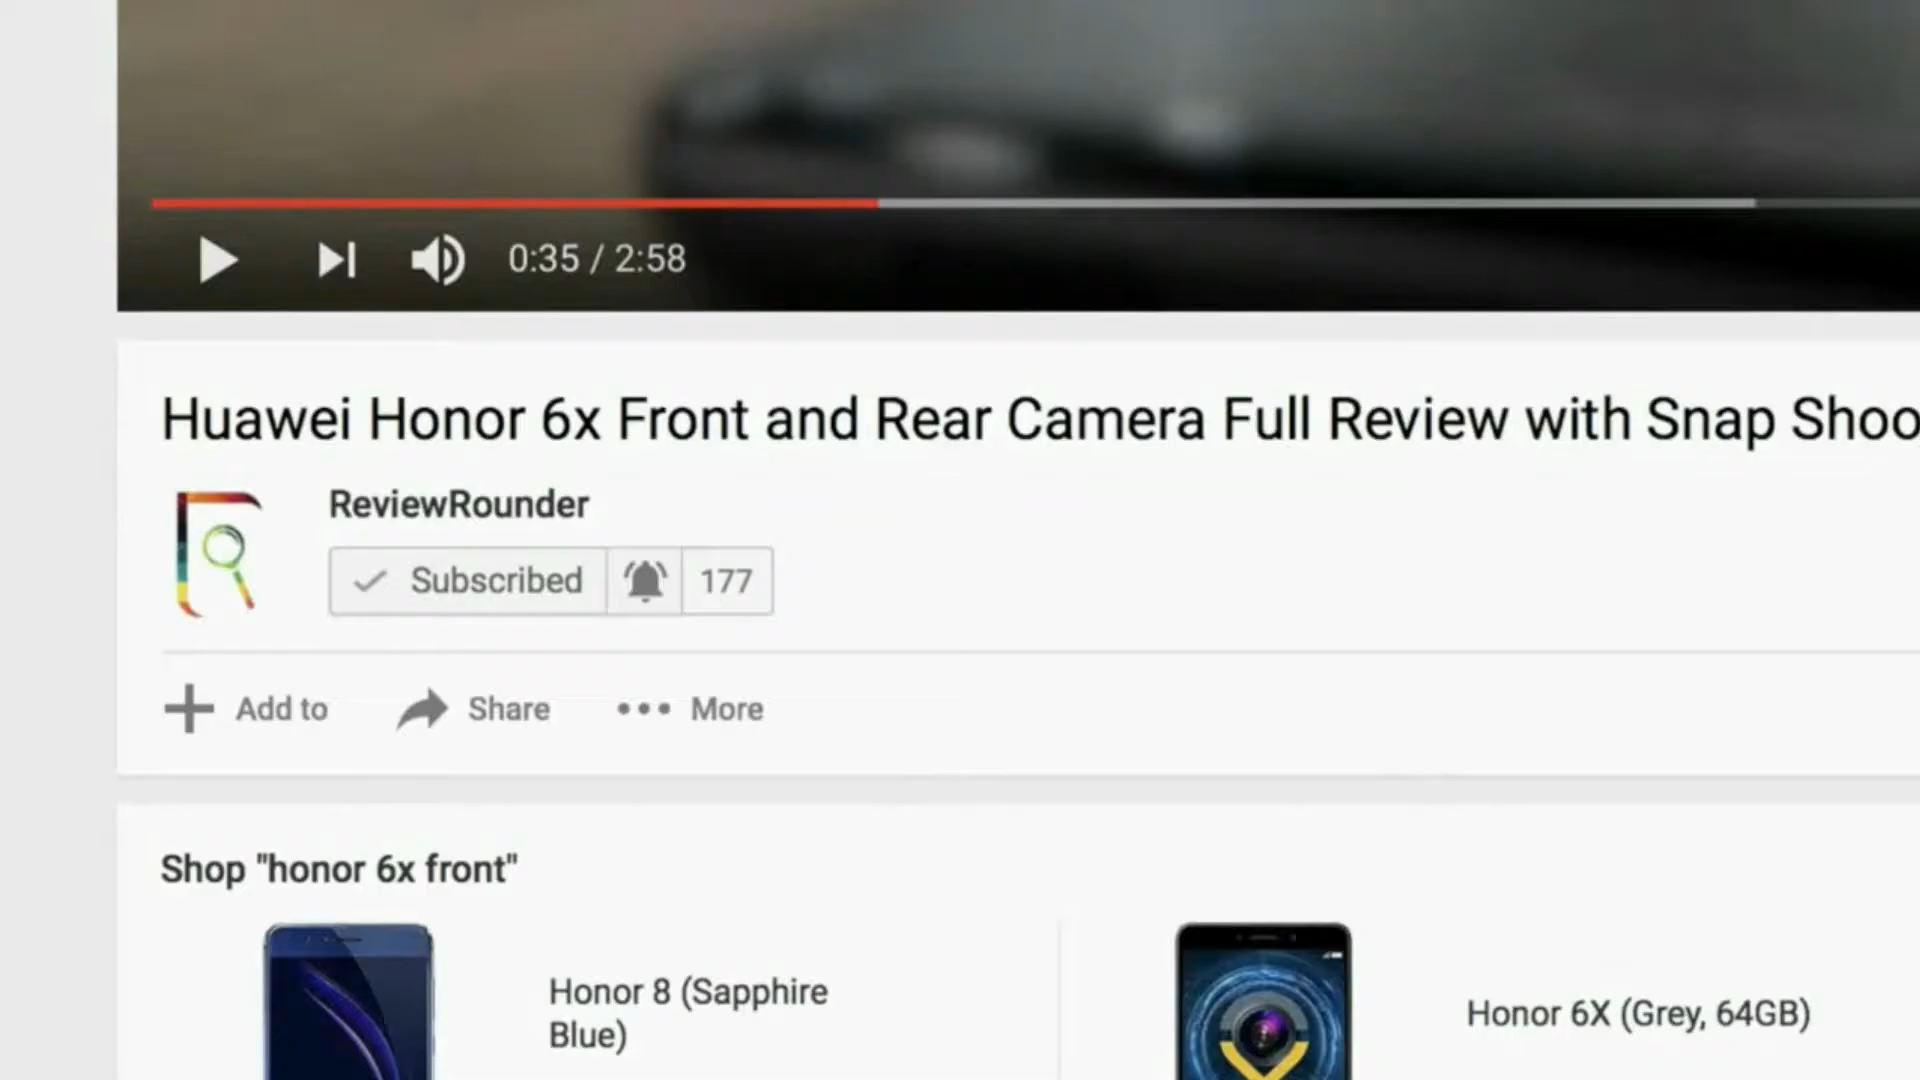 0:35 / 2:58
Huawei Honor 6x Front and Rear Camera Full Review with Snap Shoo
ReviewRounder
Subscribed 177
Add to Share More
Shop "honor 6x front"
Honor 8 (Sapphire
Blue)
Honor 6X (Grey, 64GB)